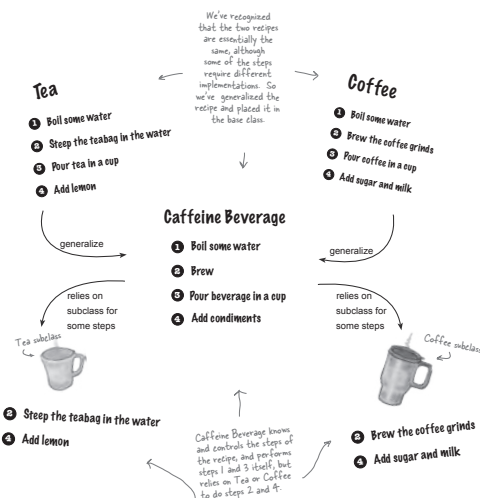 We've recognized
that the two recipes
are essentially the
same, although
some of the steps
require different
implementations. So
we've generalized the
recipe and placed it in
the base class.
Tea
1 Boil some water
2 Steep the teabag in the water
3 Pour tea in a cup
4 Add lemon
Coffee
1 Boil some water
2 Brew the coffee grinds
3 Pour coffee in a cup
4 Add sugar and milk
Caffeine Beverage
1 Boil some water
2 Brew
3 Pour beverage in a cup
4 Add condiments
generalize
generalize
relies on
subclass for
some steps
relies on
subclass for
some steps
Tea subclass
Coffee subclass
2 Steep the teabag in the water
4 Add lemon
Caffeine Beverage knows
and controls the steps of
the recipe, and performs
steps 1 and 3 itself, but
relies on Tea or Coffee
to do steps 2 and 4.
2 Brew the coffee grinds
4 Add sugar and milk